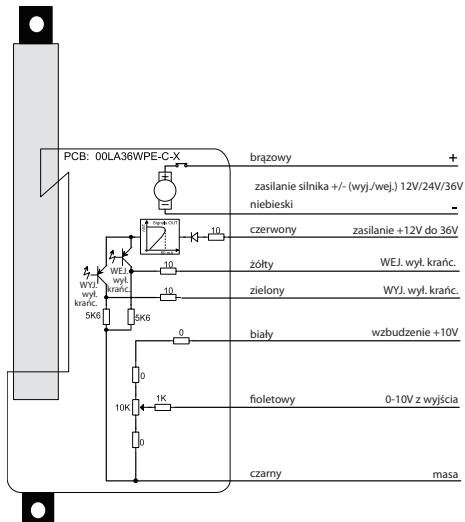 PCB: 00LA36WPE-C-X
brązowy +
zasilanie silnika +/- (wyj./wej.) 12V/24V/36V
niebieski -
Signals OUT
czerwony zasilanie +12V do 36V
10
żółty WEJ. wył. krańc.
10
WEJ.
wył.
krańc.
WYJ.
wył.
krańc.
zielony WYJ. wył. krańc.
10
5K6 5K6
biały wzbudzenie +10V
0
0
10K
1K
fioletowy 0-10V z wyjścia
0
czarny masa